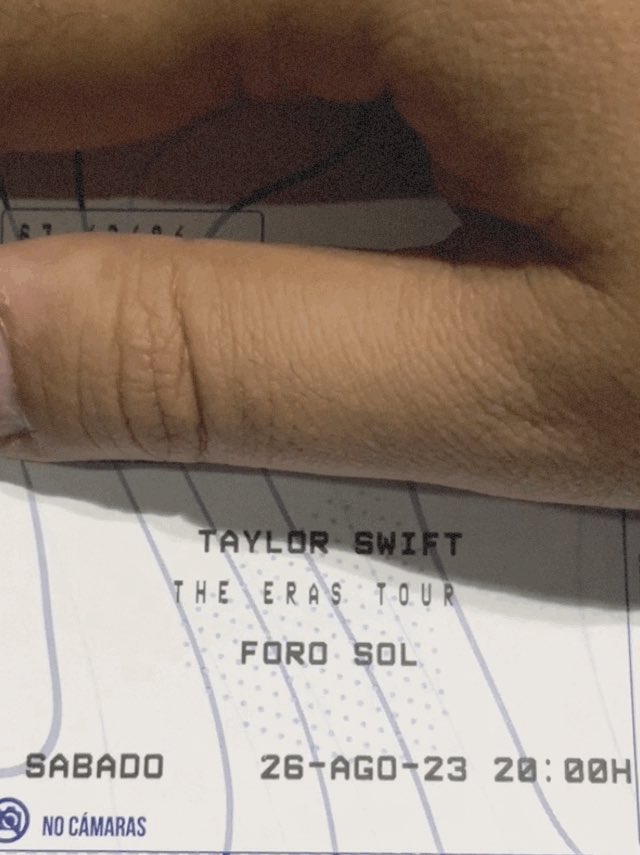 TAYLOR SWIFT
THE ERAS TOUR
FORO SOL
SABADO 26-AGO-23 20:00H
NO CÁMARAS